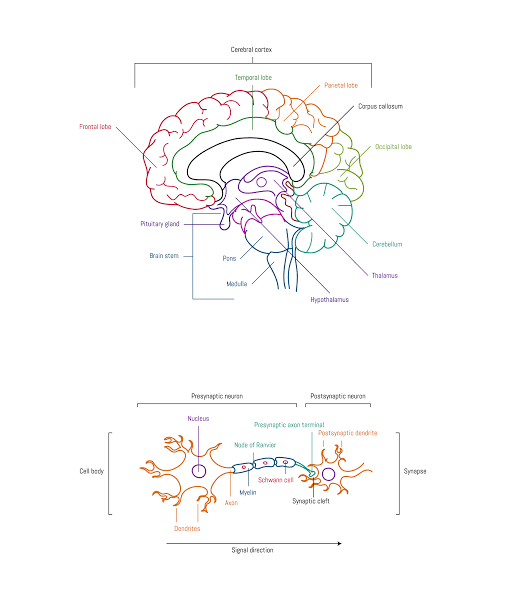 Cerebral cortex
Temporal lobe
Parietal lobe
Corpus callosum
Frontal lobe
Occipital lobe
Pituitary gland
Cerebellum
Brain stem
Pons
Thalamus
Medulla
Hypothalamus
Presynaptic neuron
Postsynaptic neuron
Nucleus
Presynaptic axon terminal
Postsynaptic dendrite
Node of Ranvier
Cell body
Synapse
Schwann cell
Myelin
Axon
Synaptic cleft
Dendrites
Signal direction